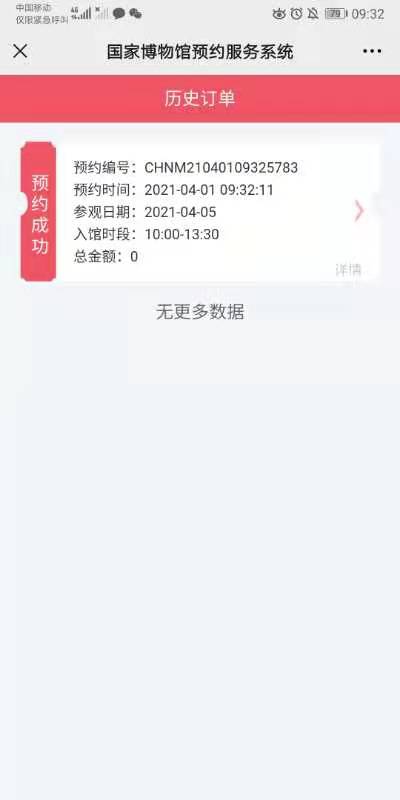 中国移动
仅限紧急呼叫
4G
79
09:32
国家博物馆预约服务系统
历史订单
预约成功
预约编号：CHNM21040109325783
预约时间：2021-04-01 09:32:11
参观日期：2021-04-05
入馆时段：10:00-13:30
总金额：0
详情
无更多数据